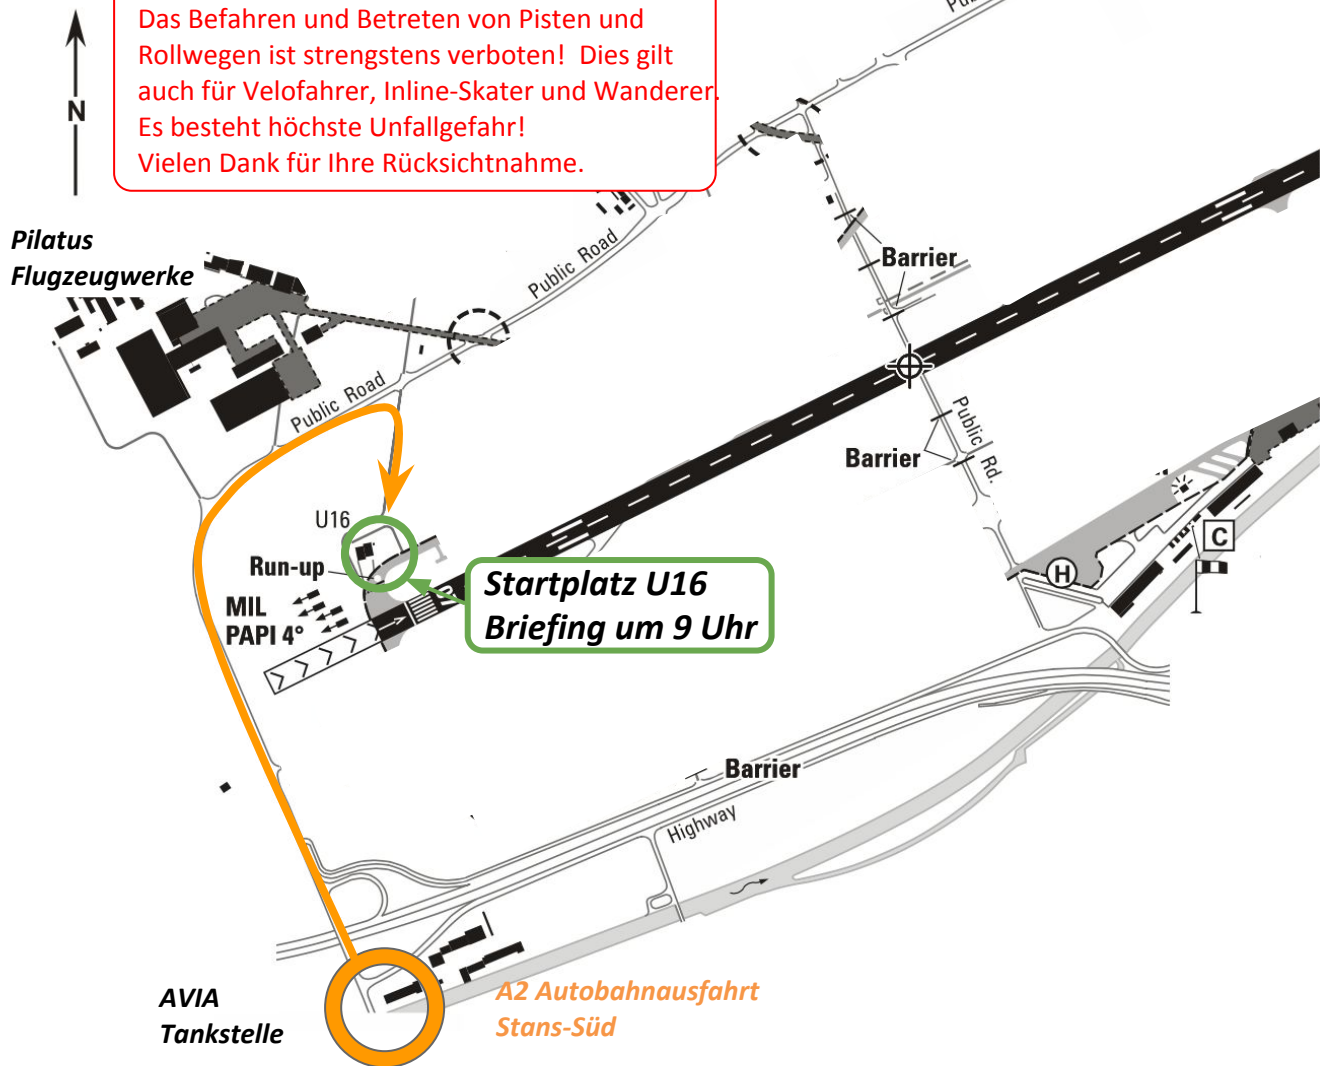 Das Befahren und Betreten von Pisten und
Rollwegen ist strengstens verboten!  Dies gilt
auch für Velofahrer, Inline-Skater und Wanderer.
Es besteht höchste Unfallgefahr!
Vielen Dank für Ihre Rücksichtnahme.
N
Pilatus
Flugzeugwerke
Public Road
Barrier
Barrier
Public Road
Public Rd.
U16
Run-up
MIL
PAPI 4°
Startplatz U16
Briefing um 9 Uhr
H
C
Barrier
Highway
AVIA
Tankstelle
A2 Autobahnausfahrt
Stans-Süd